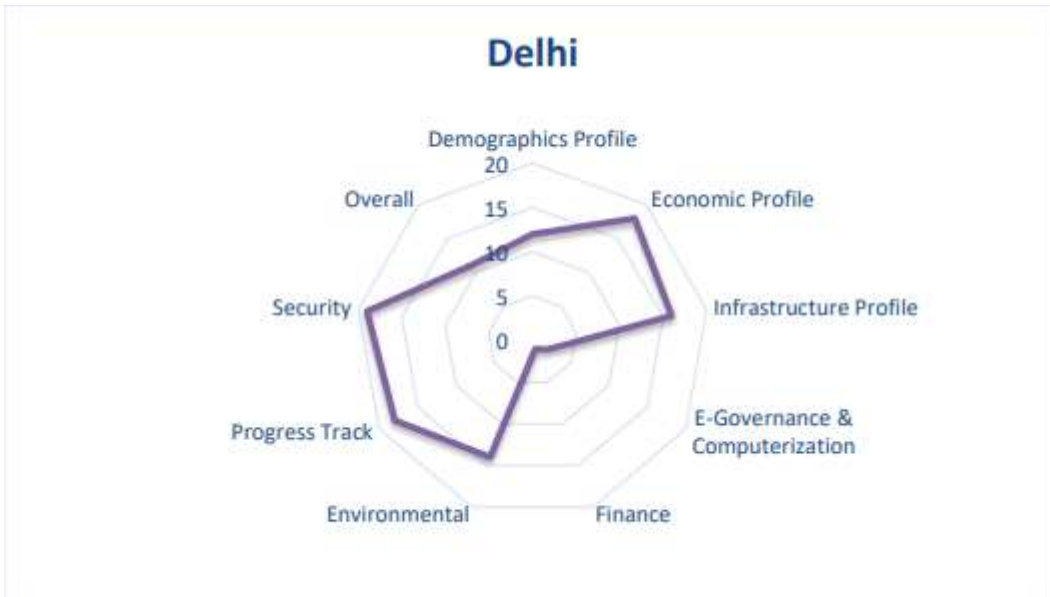 Delhi
Demographics Profile
20
Overall
Economic Profile
15
10
5
Security
Infrastructure Profile
0
E-Governance &
Computerization
Progress Track
Environmental
Finance